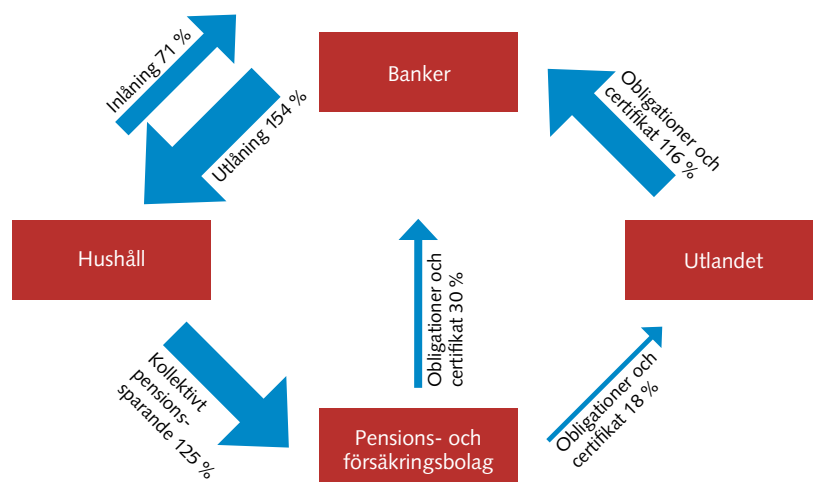 Inlåning 71 %
Utlåning 154 %
Banker
Obligationer och
certifikat 116 %
Hushåll
Obligationer och
certifikat 30 %
Utlandet
Kollektivt
pensions-
sparande 125 %
Pensions- och
försäkringsbolag
Obligationer och
certifikat 18 %